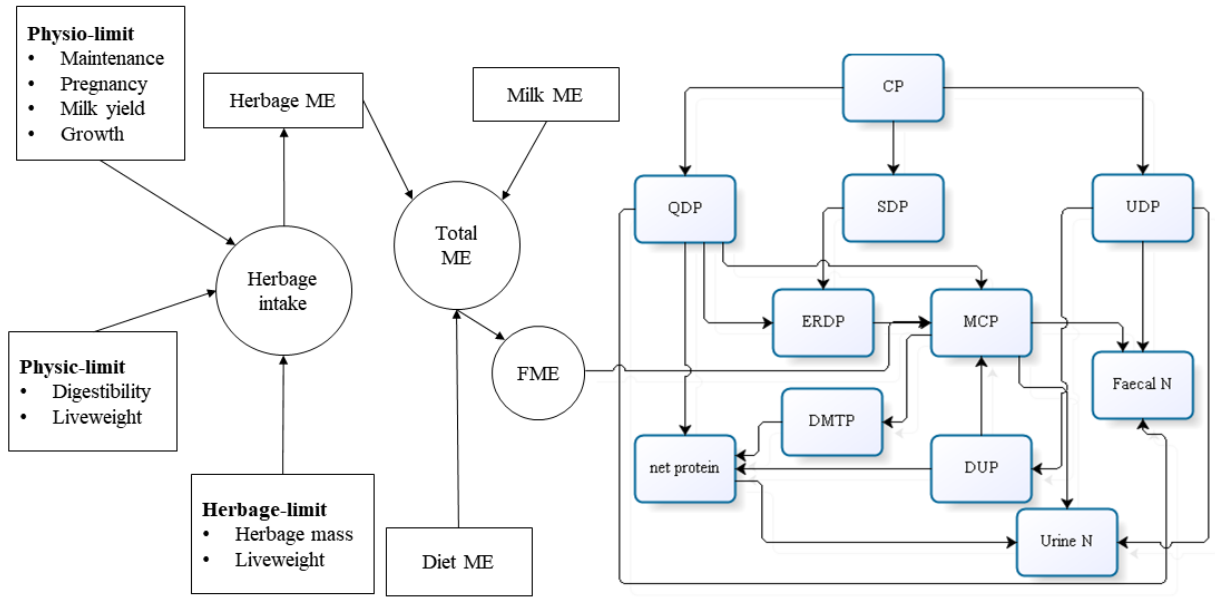 Physio-limit
• Maintenance
• Pregnancy
• Milk yield
• Growth
Herbage ME
Milk ME
Total
ME
Herbage
intake
Physic-limit
• Digestibility
• Liveweight
FME
Herbage-limit
• Herbage mass
• Liveweight
Diet ME
CP
QDP
SDP
UDP
ERDP
MCP
Faecal N
DMTP
net protein
DUP
Urine N